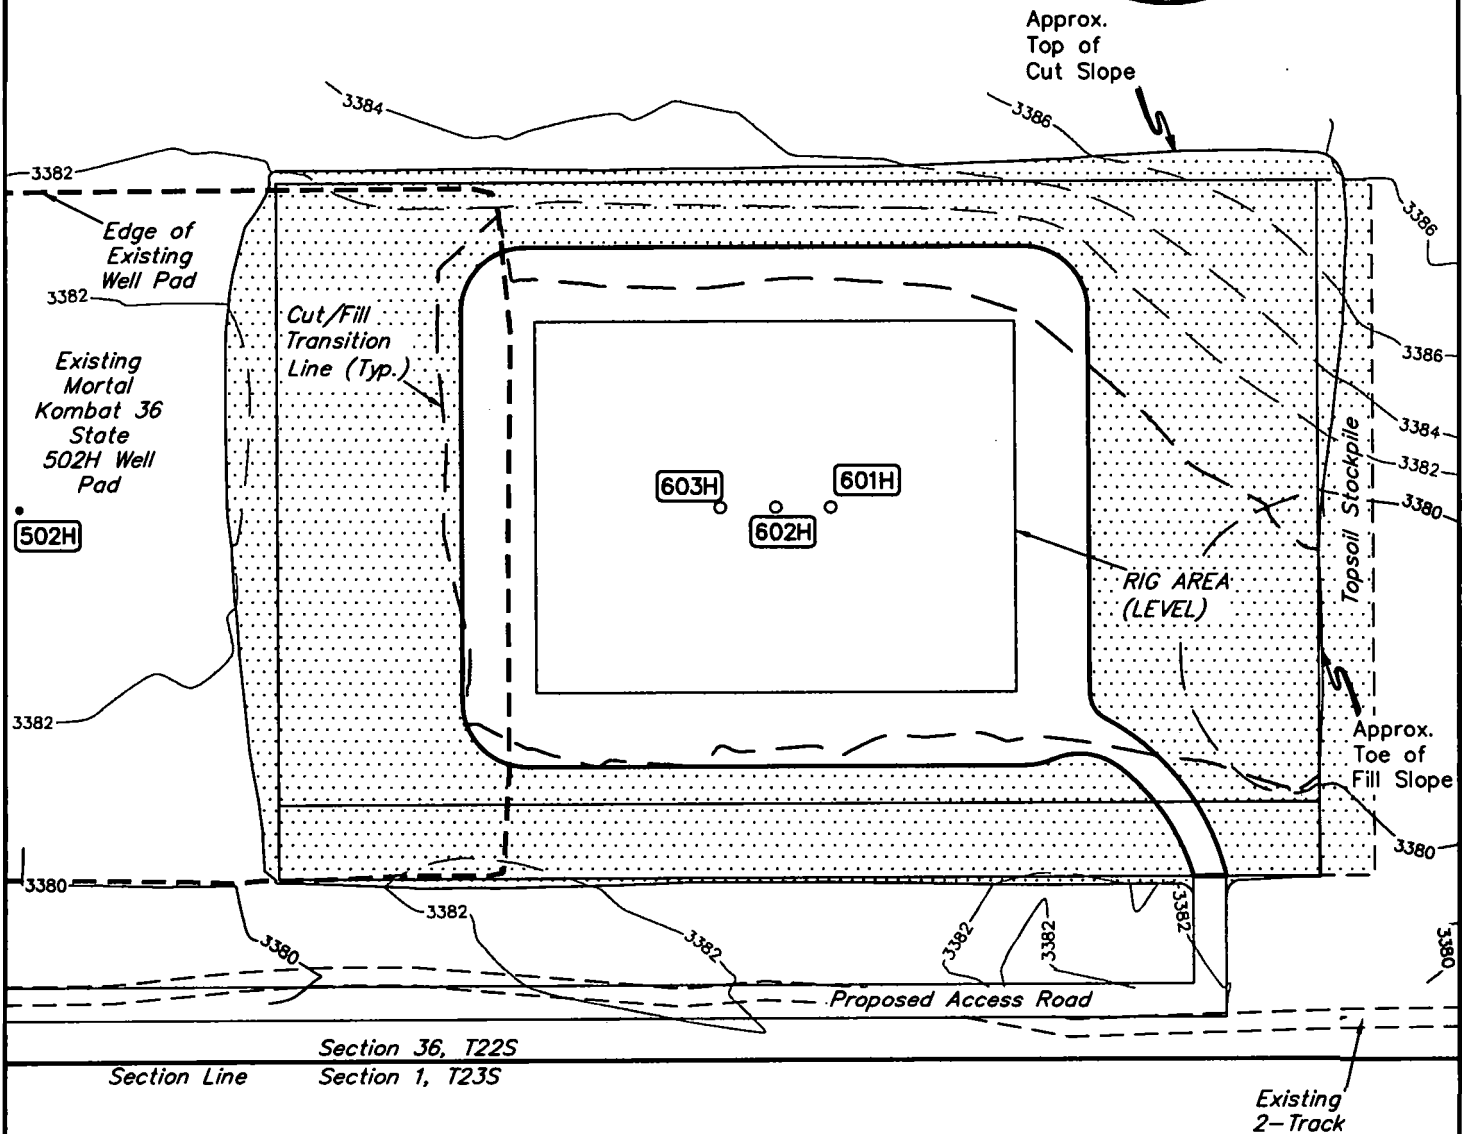 Approx.
Top of
Cut Slope
3384
3386
3382
3386
Edge of
Existing
Well Pad
3382
Cut/Fill
Transition
Line (Typ.)
3386
Existing
Mortal
Kombat 36
State
502H Well
Pad
3384
3382
3380
Topsoil Stockpile
603H
601H
602H
502H
RIG AREA
(LEVEL)
3382
Approx.
Toe of
Fill Slope
3380
3380
3382
3380
3382
3382
3382
3382
3380
Proposed Access Road
Section 36, T22S
Section Line
Section 1, T23S
Existing
2-Track